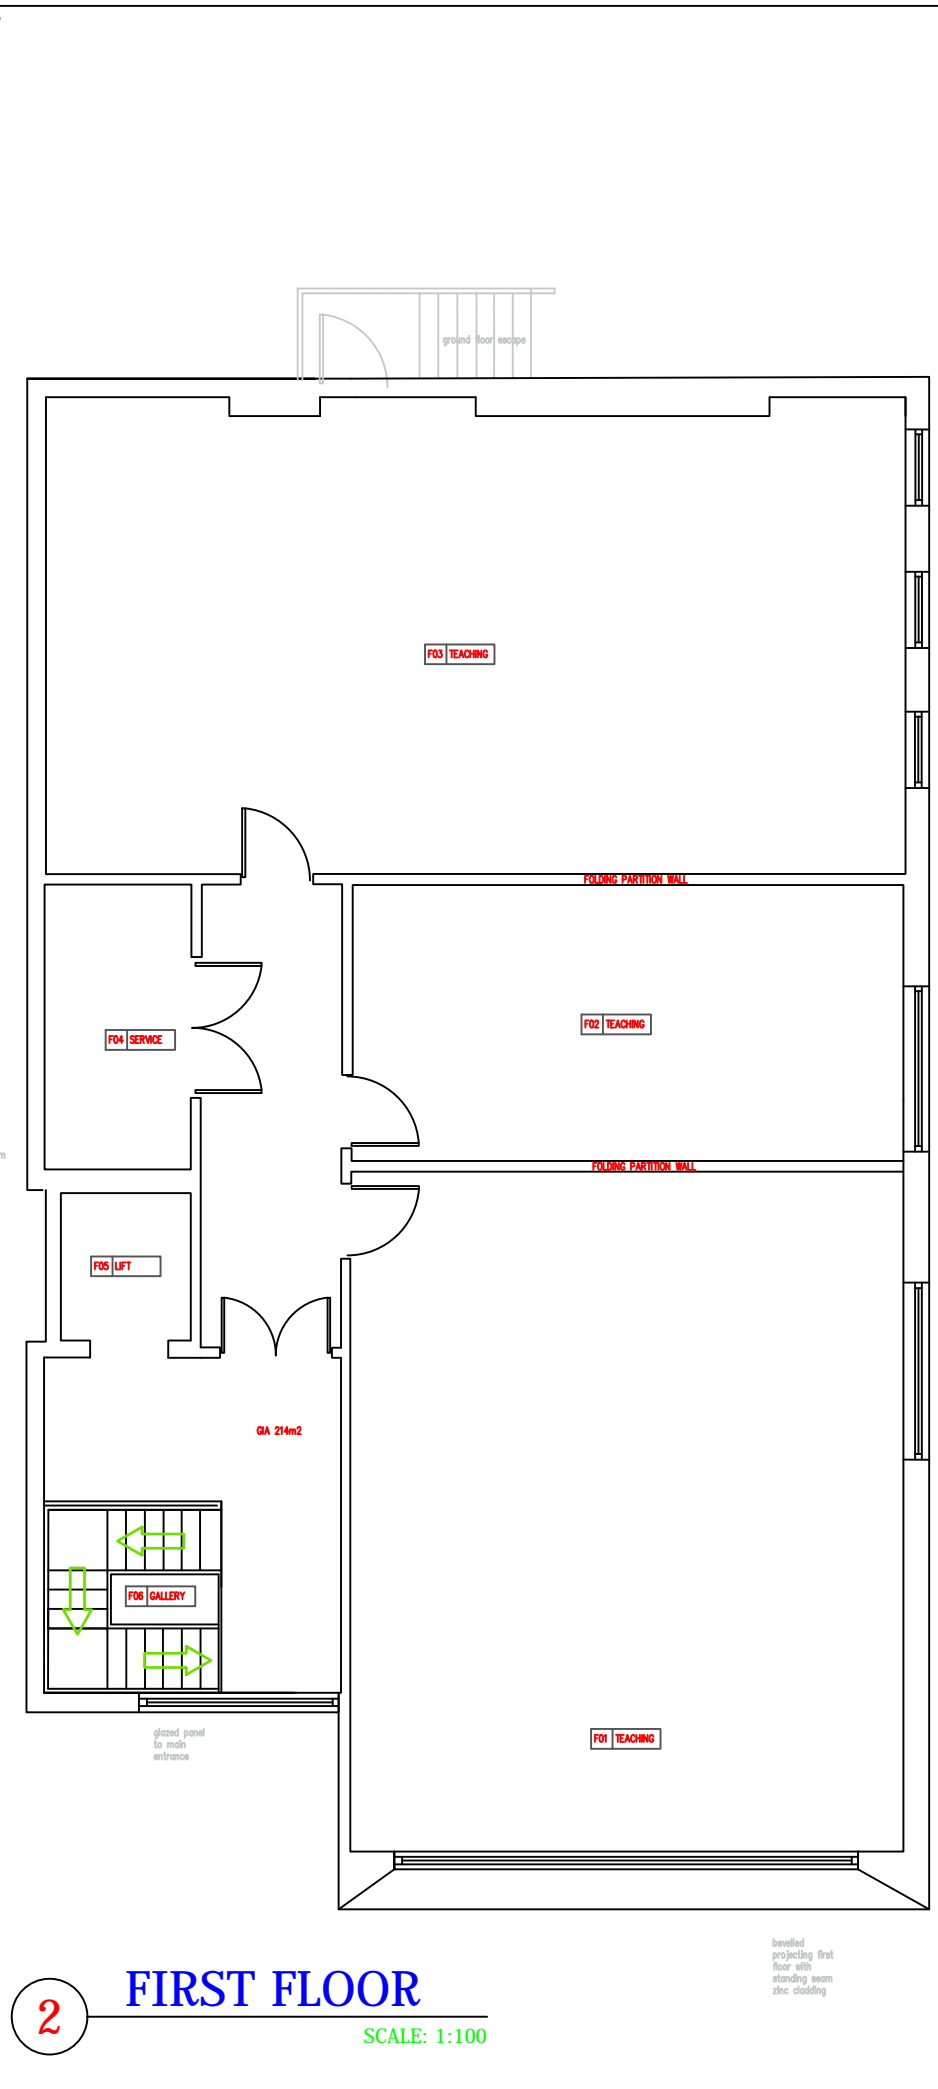 ground floor escape
F03 TEACHING
FOLDING PARTITION WALL
F02 TEACHING
F04 SERVICE
FOLDING PARTITION WALL
F05 LIFT
GIA 214m2
F06 GALLERY
glazed panel
to main
entrance
F01 TEACHING
bevelled
projecting first
floor with
standing seam
zinc cladding
2
FIRST FLOOR
SCALE: 1:100